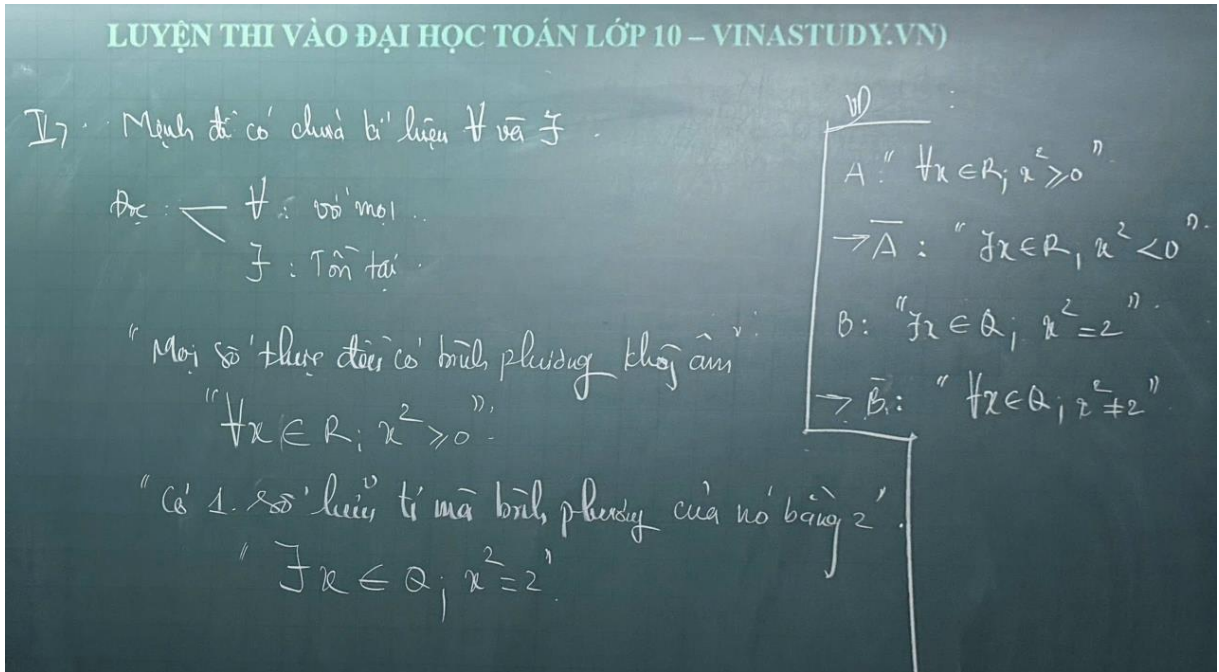 LUYỆN THI VÀO ĐẠI HỌC TOÁN LỚP 10 – VINASTUDY.VN)
V, Mệnh đề có chứa kí hiệu ∀ và ∃.
Đọc: ∀: với mọi..
∃: Tồn tại.
"Mọi số thực đều có bình phương không âm".
"∀x ∈ R; x² ≥ 0".
"Có 1 số hữu tỉ mà bình phương của nó bằng 2".
"∃x ∈ Q; x² = 2".
VD:
A: "∀x ∈ R; x² ≥ 0".
→ A̅: "∃x ∈ R, x² < 0".
B: "∃x ∈ Q; x² = 2".
→ B̅: "∀x ∈ Q; x² ≠ 2".